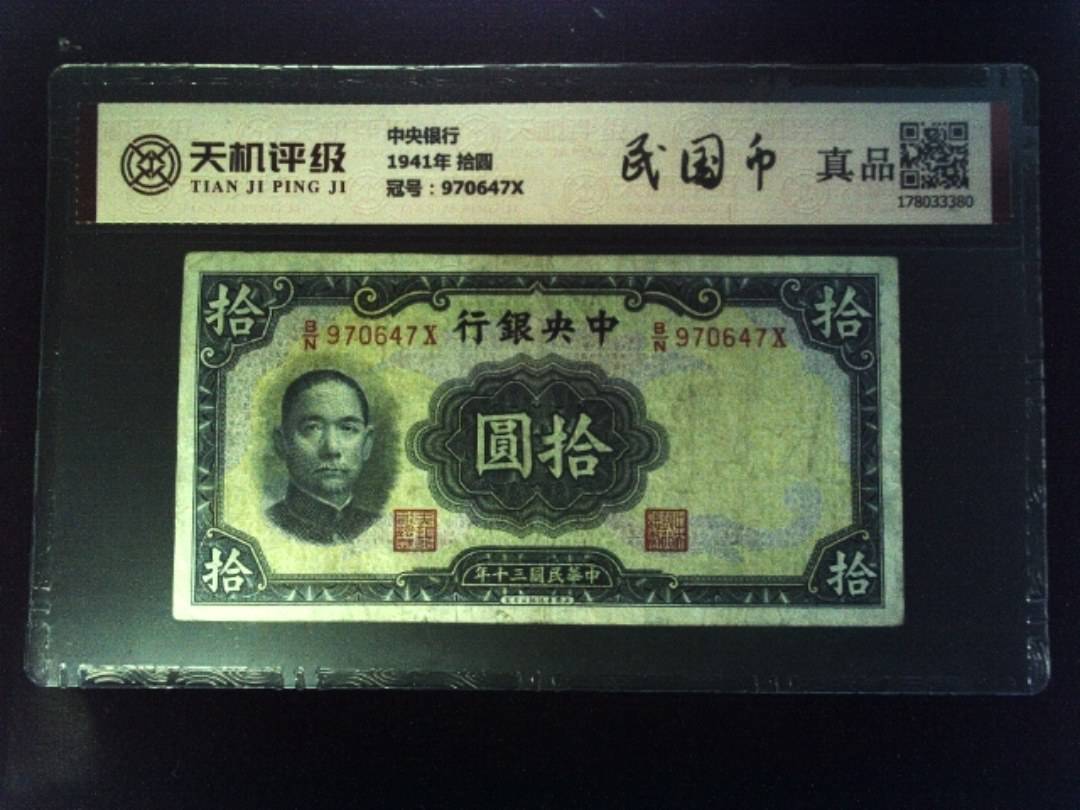 天机评级
TIAN JI PING JI
中央银行
1941年 拾圆
冠号：970647X
民国币
真品
178033380
拾
拾
B/N 970647X
行銀央中
B/N 970647X
圓拾
拾
拾
年十三國民華中